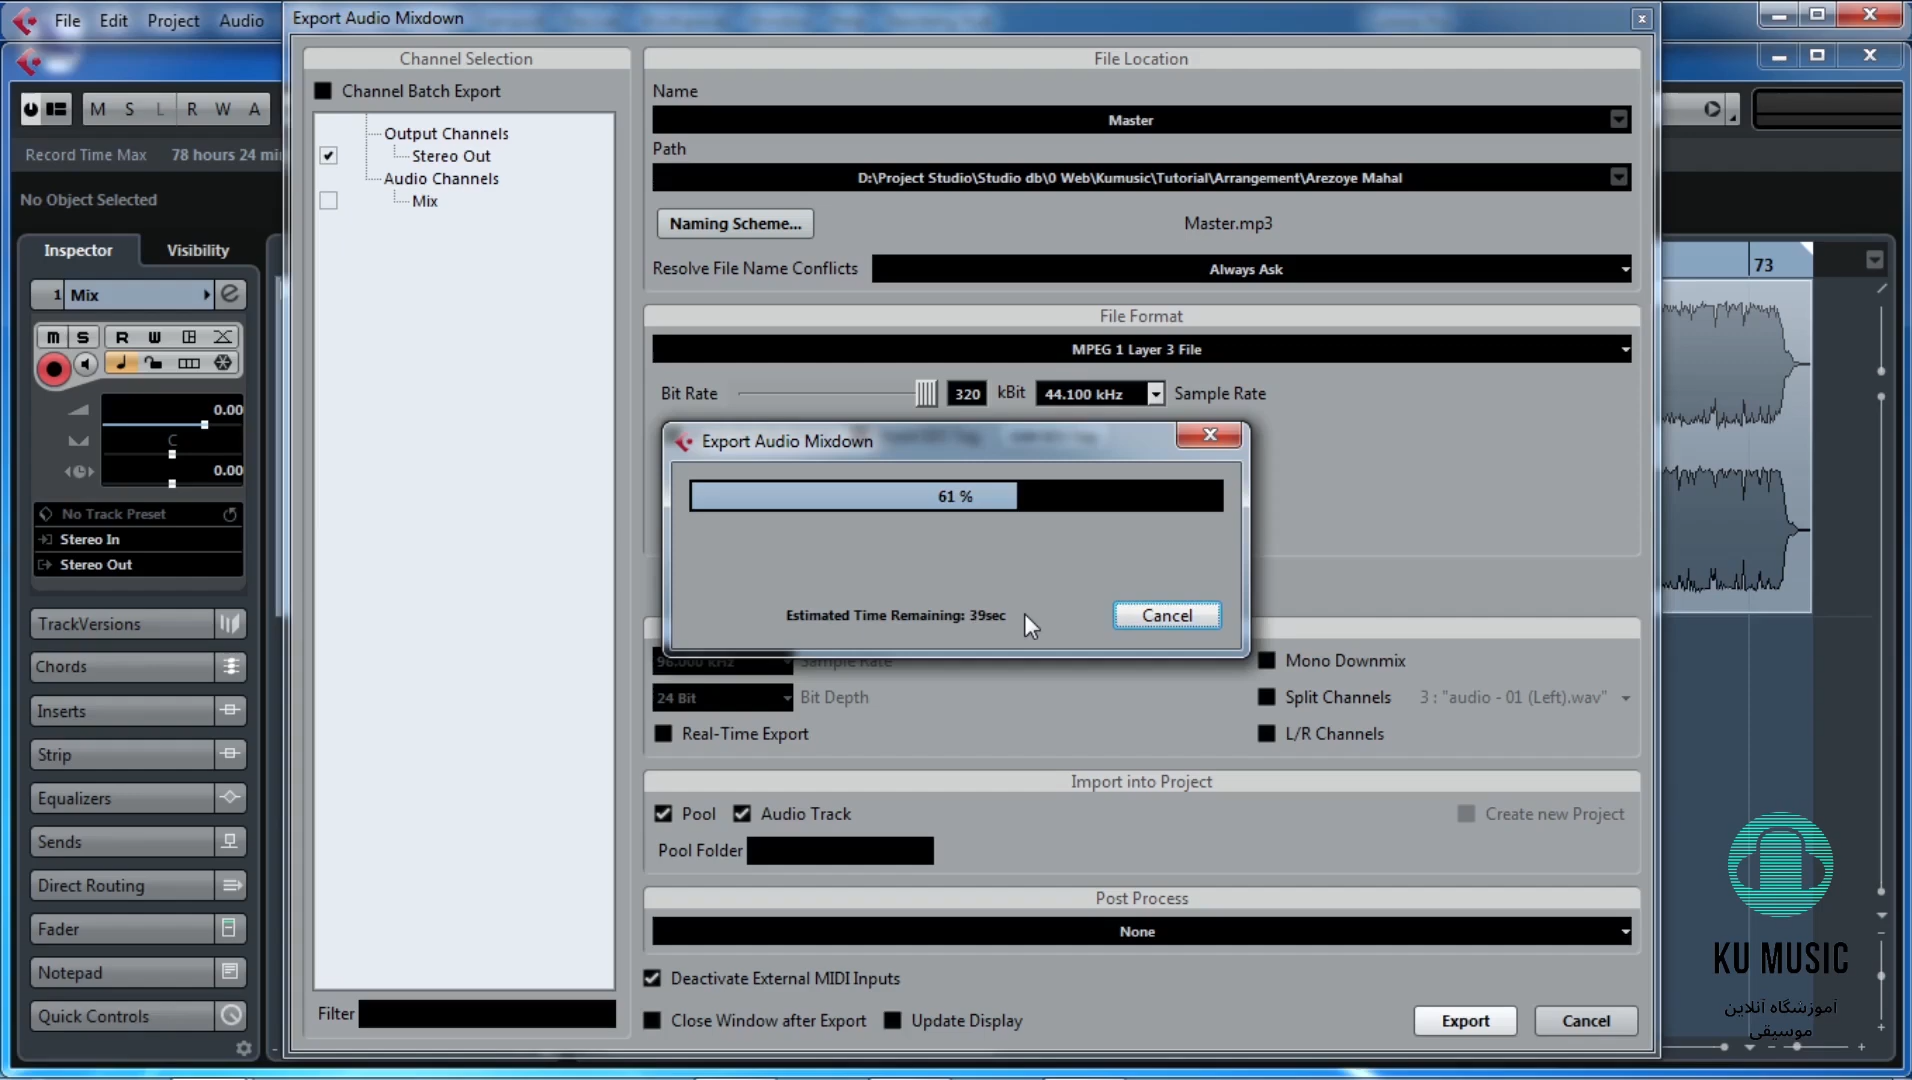 File Edit Project Audio
Export Audio Mixdown
M S L R W A
Record Time Max 78 hours 24 mi
No Object Selected
Inspector Visibility
1 Mix
m S R W
0.00
C
0.00
No Track Preset
Stereo In
Stereo Out
TrackVersions
Chords
Inserts
Strip
Equalizers
Sends
Direct Routing
Fader
Notepad
Quick Controls
Channel Selection
Channel Batch Export
Output Channels
Stereo Out
Audio Channels
Mix
Filter
File Location
Name
Master
Path
D:\Project Studio\Studio db\0 Web\Kumusic\Tutorial\Arrangement\Arezoye Mahal
Naming Scheme... Master.mp3
Resolve File Name Conflicts Always Ask
File Format
MPEG 1 Layer 3 File
Bit Rate 320 kBit 44.100 kHz Sample Rate
Export Audio Mixdown
61 %
Estimated Time Remaining: 39sec Cancel
96.000 kHz Sample Rate Mono Downmix
24 Bit Bit Depth Split Channels 3 : "audio - 01 (Left).wav"
Real-Time Export L/R Channels
Import into Project
Pool Audio Track Create new Project
Pool Folder
Post Process
None
Deactivate External MIDI Inputs
Close Window after Export Update Display Export Cancel
73
KU MUSIC
آموزشگاه آنلاین
موسیقی